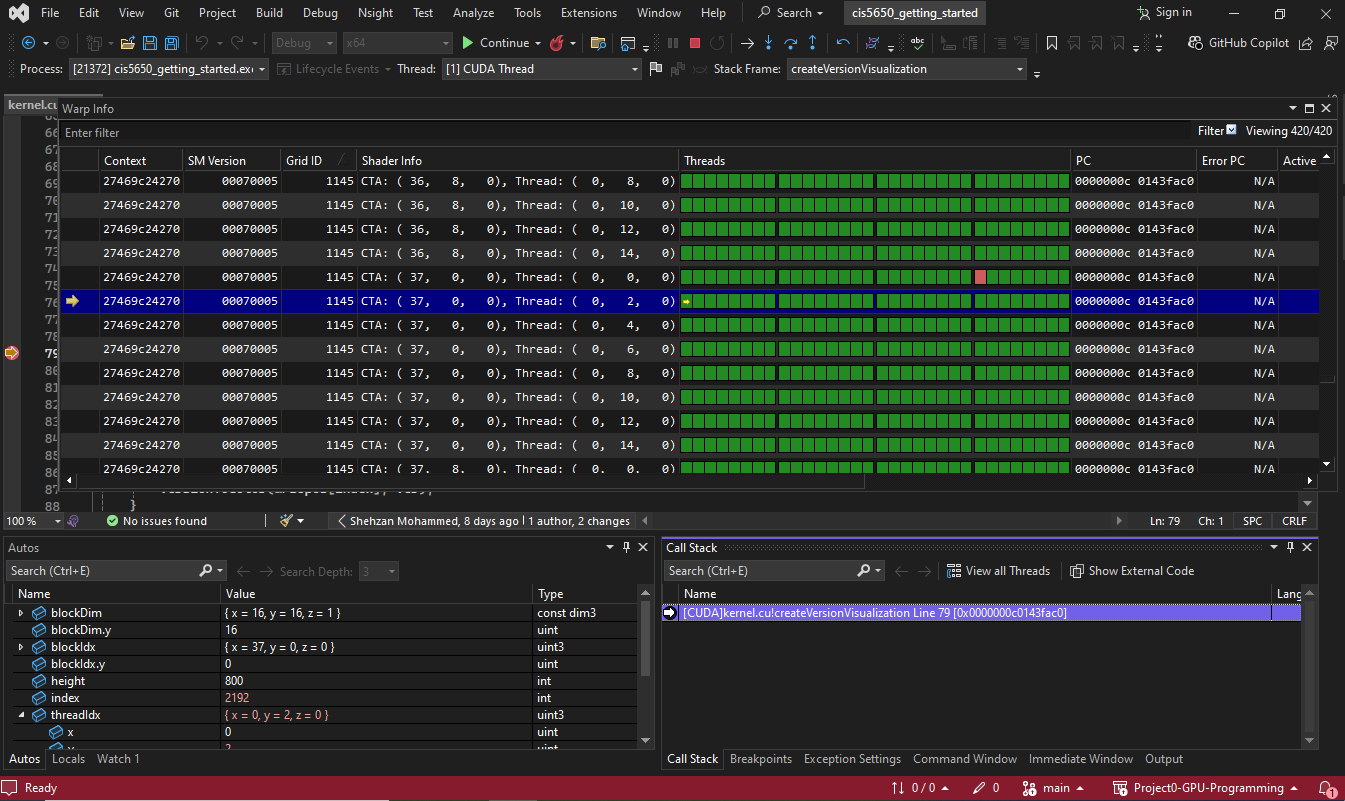 File Edit View Git Project Build Debug Nsight Test Analyze Tools Extensions Window Help Search cis5650_getting_started Sign in
Debug x64 Continue GitHub Copilot
Process: [21372] cis5650_getting_started.exe Lifecycle Events Thread: [1] CUDA Thread Stack Frame: createVersionVisualization
kernel.cu
Warp Info
Enter filter Filter Viewing 420/420
Context SM Version Grid ID Shader Info Threads PC Error PC Active
27469c24270 00070005 1145 CTA: ( 36, 8, 0), Thread: ( 0, 8, 0) 0000000c 0143fac0 N/A
27469c24270 00070005 1145 CTA: ( 36, 8, 0), Thread: ( 0, 10, 0) 0000000c 0143fac0 N/A
27469c24270 00070005 1145 CTA: ( 36, 8, 0), Thread: ( 0, 12, 0) 0000000c 0143fac0 N/A
27469c24270 00070005 1145 CTA: ( 36, 8, 0), Thread: ( 0, 14, 0) 0000000c 0143fac0 N/A
27469c24270 00070005 1145 CTA: ( 37, 0, 0), Thread: ( 0, 0, 0) 0000000c 0143fac0 N/A
27469c24270 00070005 1145 CTA: ( 37, 0, 0), Thread: ( 0, 2, 0) 0000000c 0143fac0 N/A
27469c24270 00070005 1145 CTA: ( 37, 0, 0), Thread: ( 0, 4, 0) 0000000c 0143fac0 N/A
79 27469c24270 00070005 1145 CTA: ( 37, 0, 0), Thread: ( 0, 6, 0) 0000000c 0143fac0 N/A
27469c24270 00070005 1145 CTA: ( 37, 0, 0), Thread: ( 0, 8, 0) 0000000c 0143fac0 N/A
27469c24270 00070005 1145 CTA: ( 37, 0, 0), Thread: ( 0, 10, 0) 0000000c 0143fac0 N/A
27469c24270 00070005 1145 CTA: ( 37, 0, 0), Thread: ( 0, 12, 0) 0000000c 0143fac0 N/A
27469c24270 00070005 1145 CTA: ( 37, 0, 0), Thread: ( 0, 14, 0) 0000000c 0143fac0 N/A
27469c24270 00070005 1145 CTA: ( 37, 8, 0), Thread: ( 0, 0, 0) 0000000c 0143fac0 N/A
87
88 }
100 % No issues found Shehzan Mohammed, 8 days ago | 1 author, 2 changes Ln: 79 Ch: 1 SPC CRLF
Autos
Search (Ctrl+E) Search Depth: 3
Name Value Type
blockDim { x = 16, y = 16, z = 1 } const dim3
blockDim.y 16 uint
blockIdx { x = 37, y = 0, z = 0 } uint3
blockIdx.y 0 uint
height 800 int
index 2192 int
threadIdx { x = 0, y = 2, z = 0 } uint3
x 0 uint
y 2 uint
Autos Locals Watch 1
Call Stack
Search (Ctrl+E) View all Threads Show External Code
Name Lang
[CUDA]kernel.cu!createVersionVisualization Line 79 [0x0000000c0143fac0]
Call Stack Breakpoints Exception Settings Command Window Immediate Window Output
Ready 0 / 0 0 main Project0-GPU-Programming 1